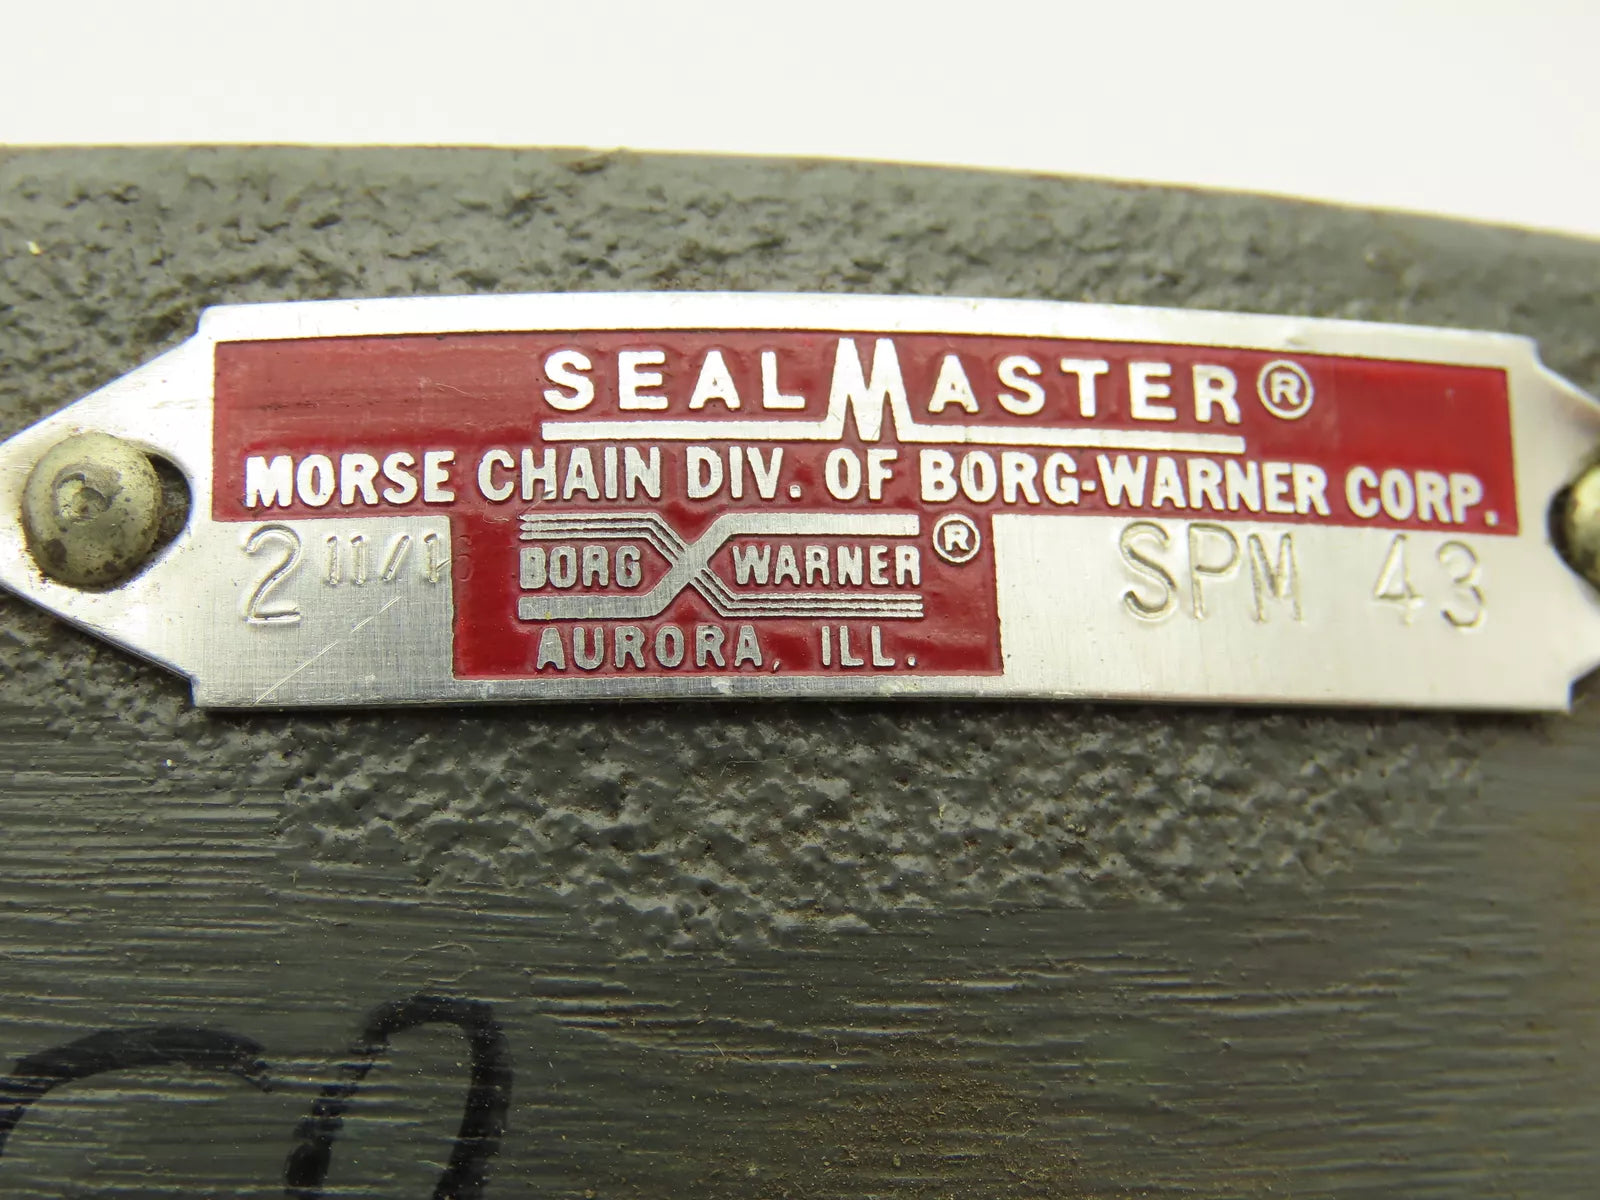 SEALMASTER®
MORSE CHAIN DIV. OF BORG-WARNER CORP.
2 11/16
BORG WARNER ®
SPM 43
AURORA, ILL.